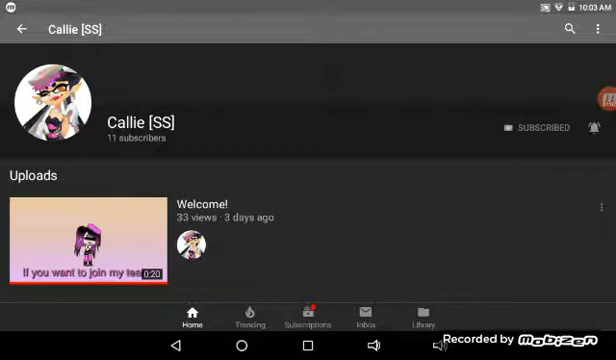 10:03 AM
Callie [SS]
Callie [SS]
11 subscribers
SUBSCRIBED
Uploads
Welcome!
33 views · 3 days ago
If you want to join my tea
0:20
Home
Trending
Subscriptions
Inbox
Library
Recorded by mobizen